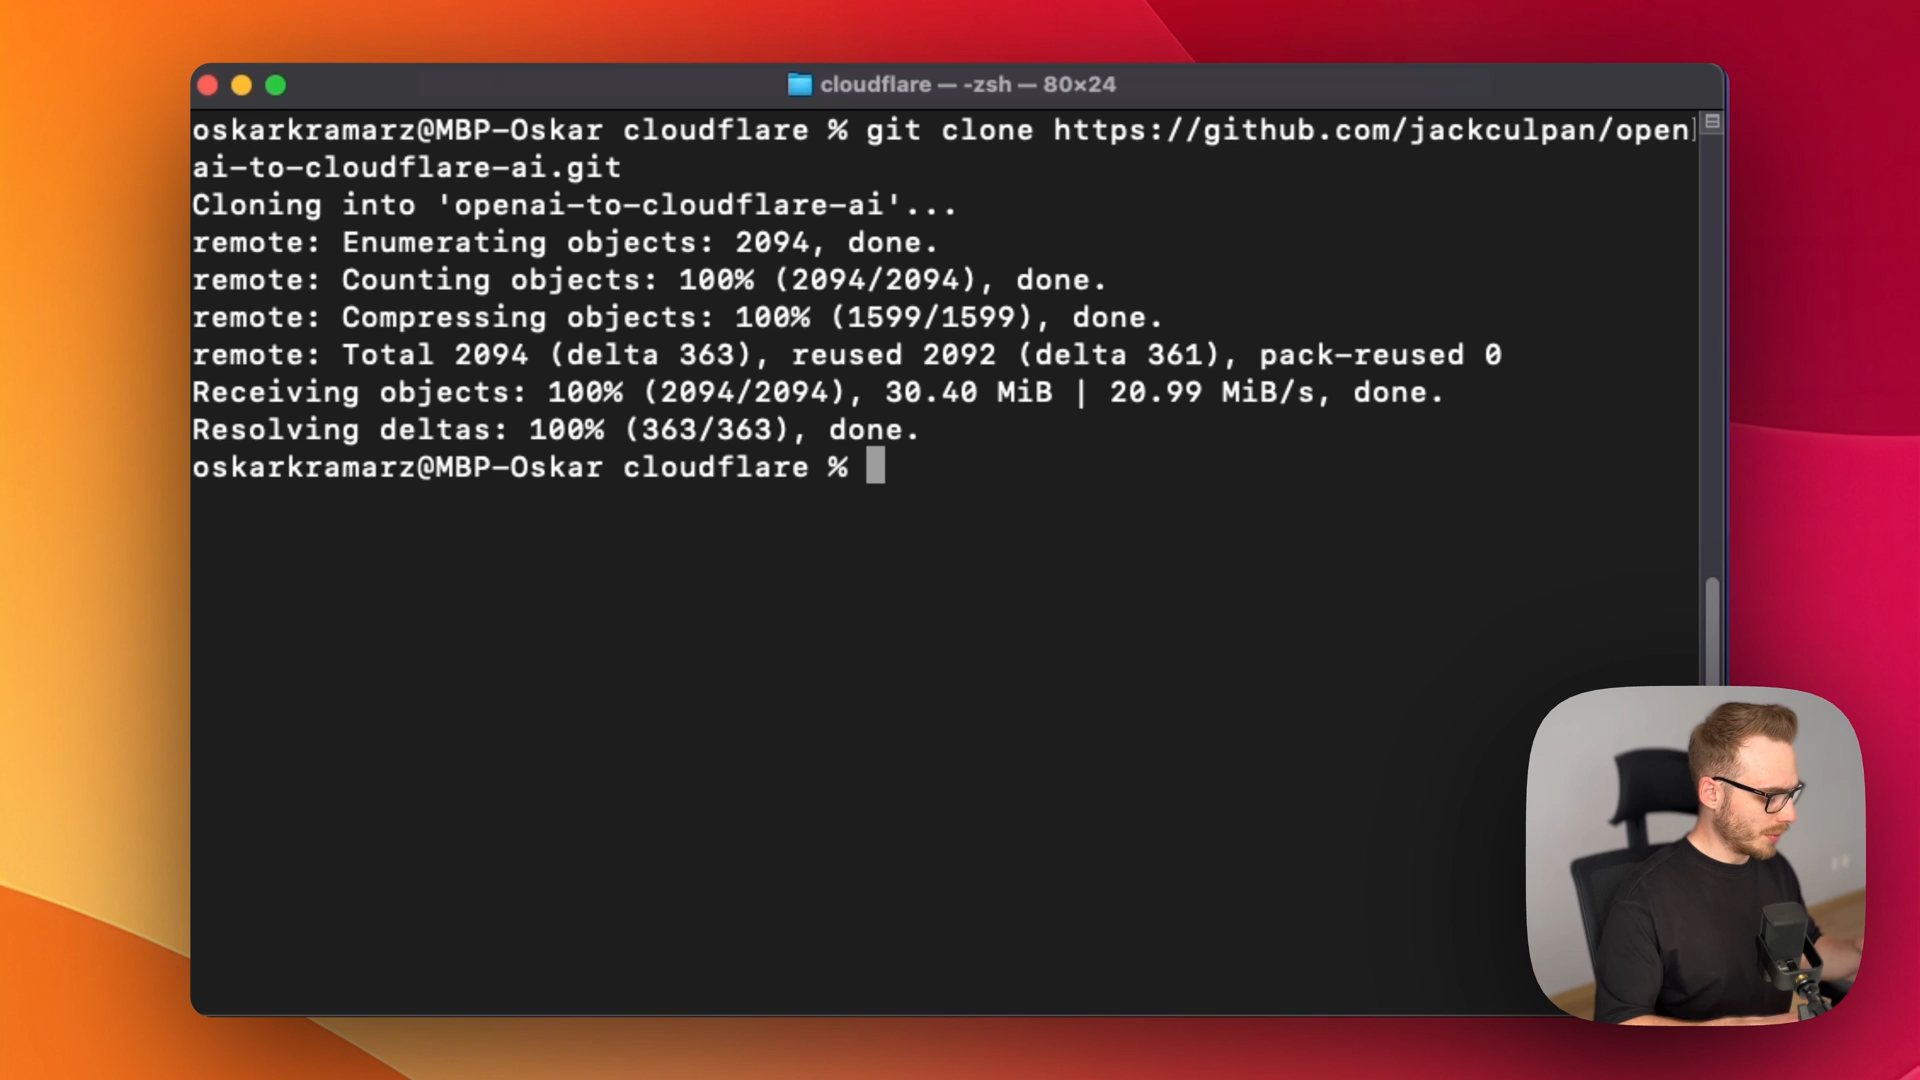 cloudflare — -zsh — 80×24
oskarkramarz@MBP-Oskar cloudflare % git clone https://github.com/jackculpan/open
ai-to-cloudflare-ai.git
Cloning into 'openai-to-cloudflare-ai'...
remote: Enumerating objects: 2094, done.
remote: Counting objects: 100% (2094/2094), done.
remote: Compressing objects: 100% (1599/1599), done.
remote: Total 2094 (delta 363), reused 2092 (delta 361), pack-reused 0
Receiving objects: 100% (2094/2094), 30.40 MiB | 20.99 MiB/s, done.
Resolving deltas: 100% (363/363), done.
oskarkramarz@MBP-Oskar cloudflare %